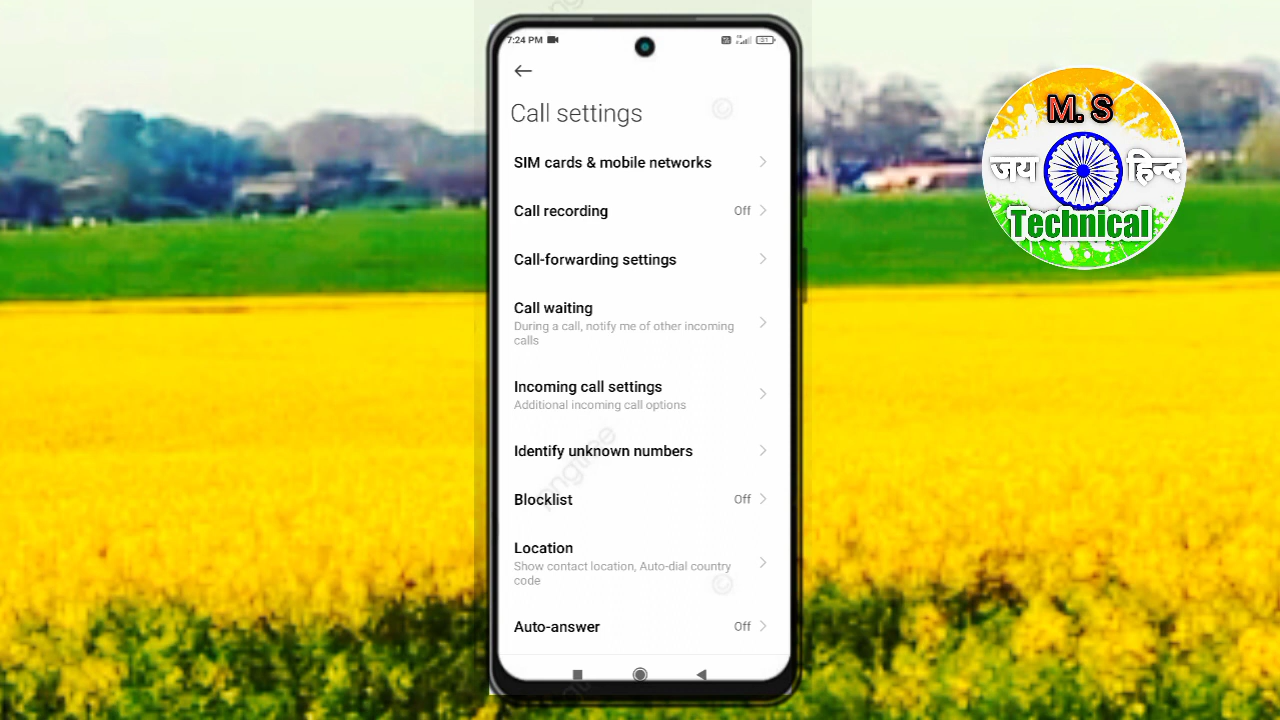 7:24 PM
51
Call settings
SIM cards & mobile networks
Call recording Off
Call-forwarding settings
Call waiting
During a call, notify me of other incoming
calls
Incoming call settings
Additional incoming call options
Identify unknown numbers
Blocklist Off
Location
Show contact location, Auto-dial country
code
Auto-answer Off
M. S
जय हिन्द
Technical